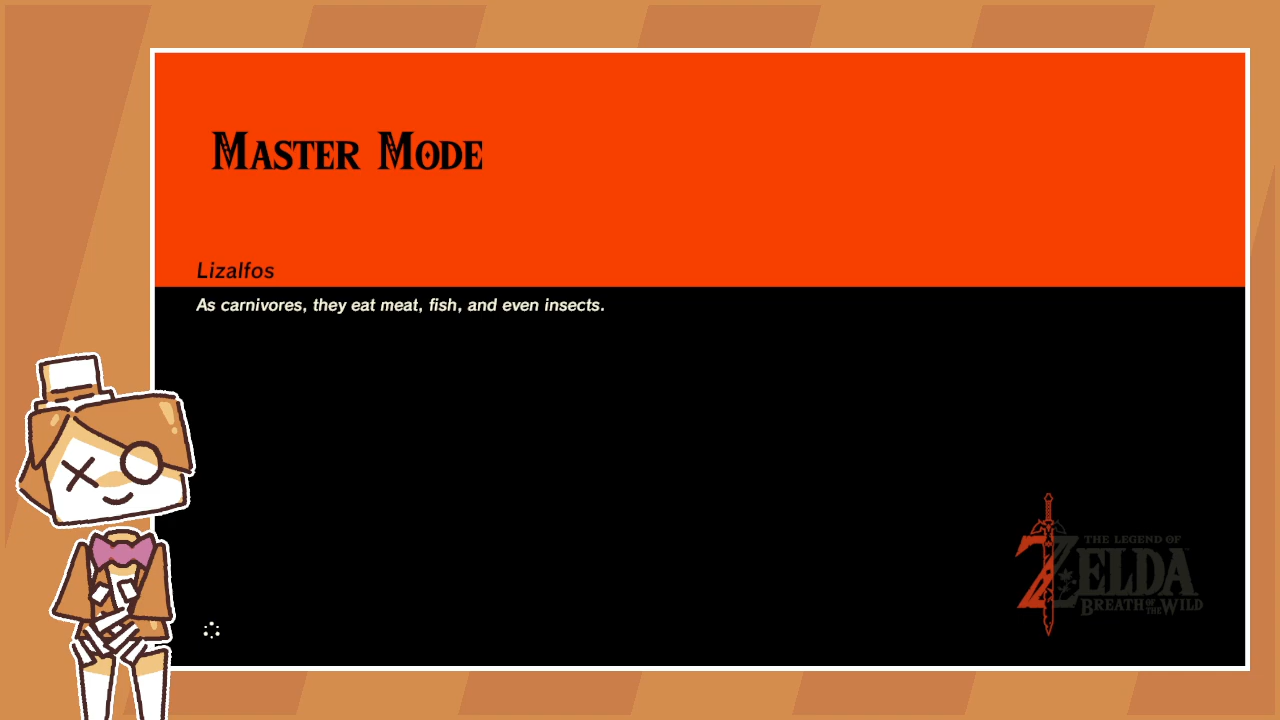 Master Mode
Lizalfos
As carnivores, they eat meat, fish, and even insects.
THE LEGEND OF
ZELDA
BREATH OF THE WILD